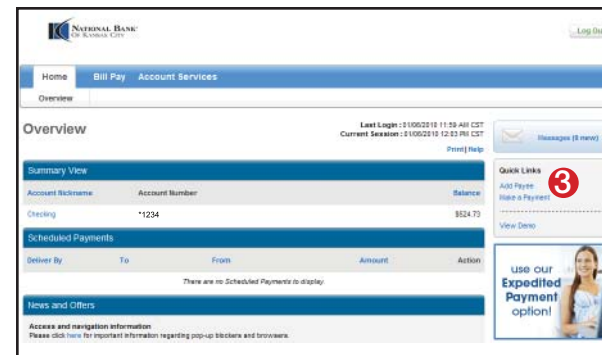 NATIONAL BANK
OF KANSAS CITY
Log Ou
Home Bill Pay Account Services
Overview
Overview
Last Login : 01/06/2010 11:59 AM CST
Current Session : 01/06/2010 12:03 PM CST
Print | Help
Messages (0 new)
Summary View
Account Nickname Account Number Balance
Checking *1234 $524.73
Scheduled Payments
Deliver By To From Amount Action
There are no Scheduled Payments to display.
News and Offers
Access and navigation information
Please click here for important information regarding pop-up blockers and browsers.
Quick Links
Add Payee
Make a Payment
3
View Demo
use our
Expedited
Payment
option!